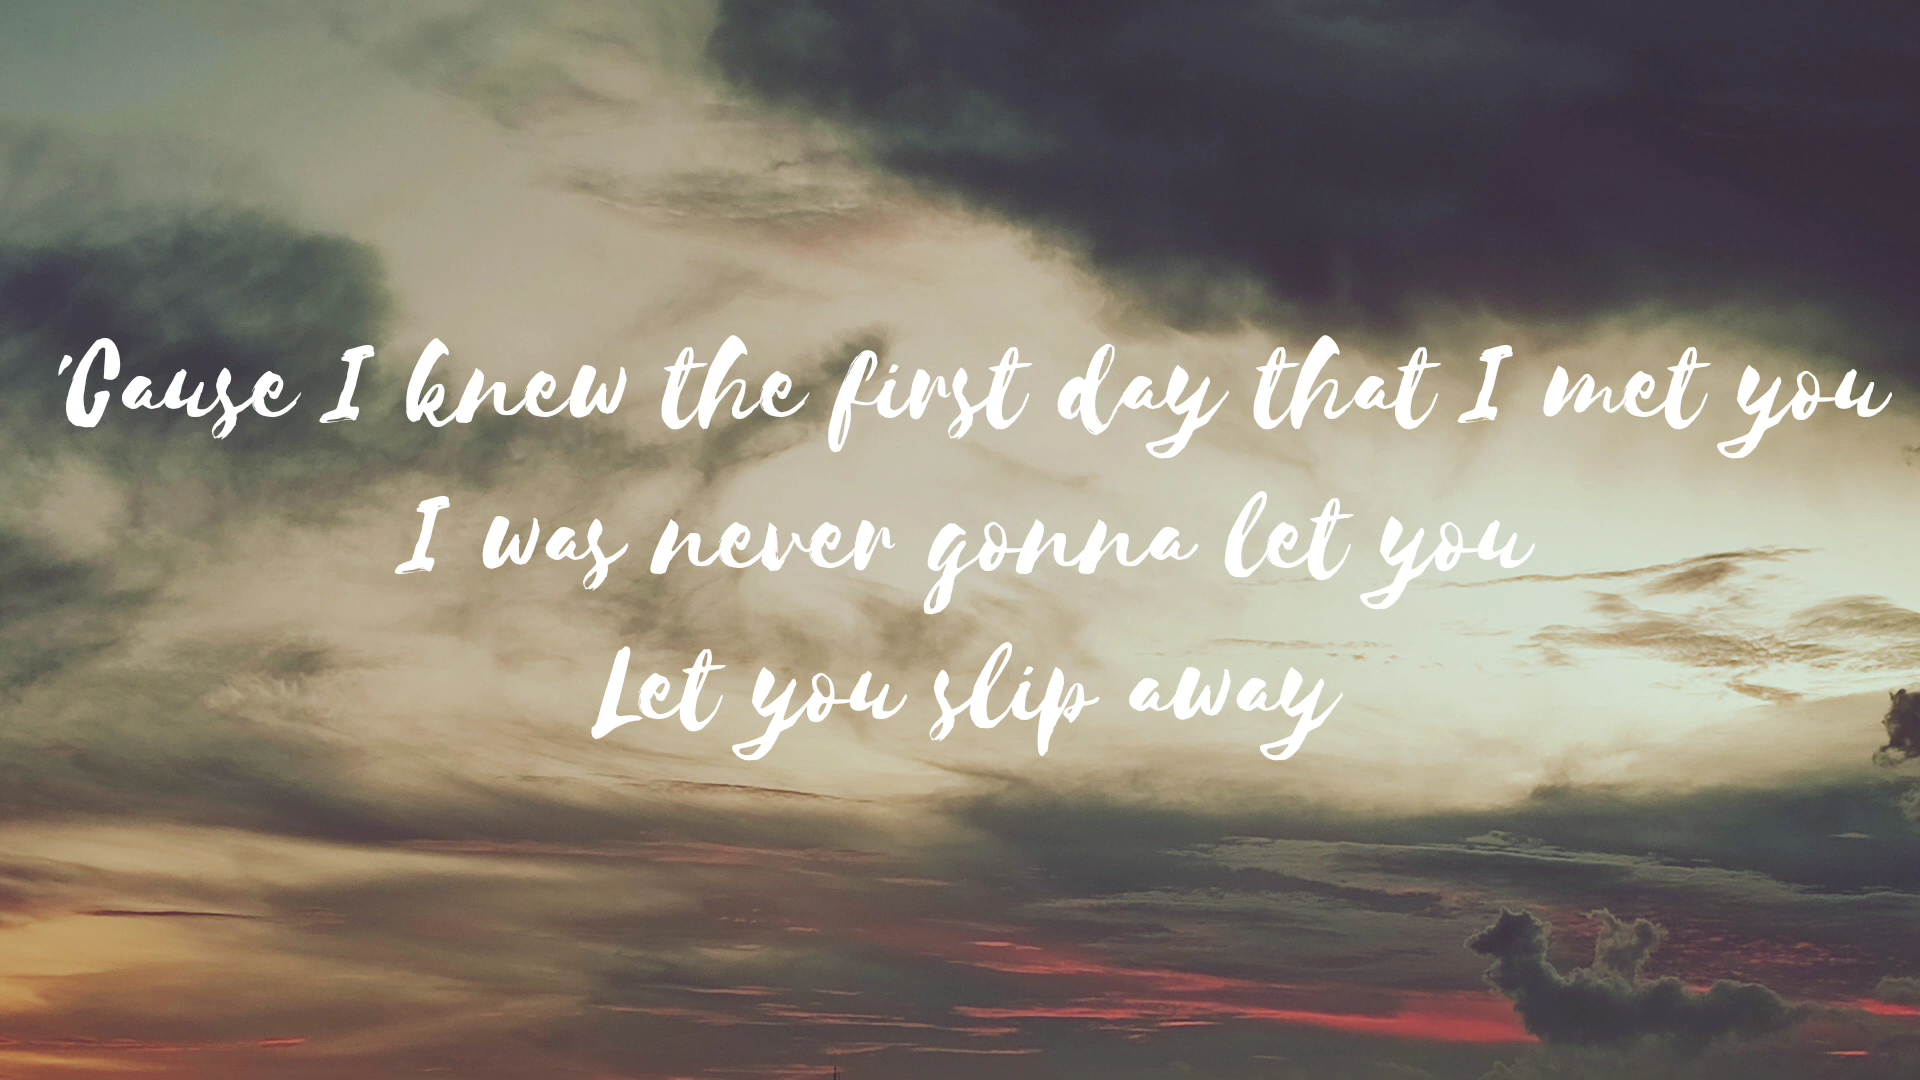 'Cause I knew the first day that I met you
I was never gonna let you
Let you slip away